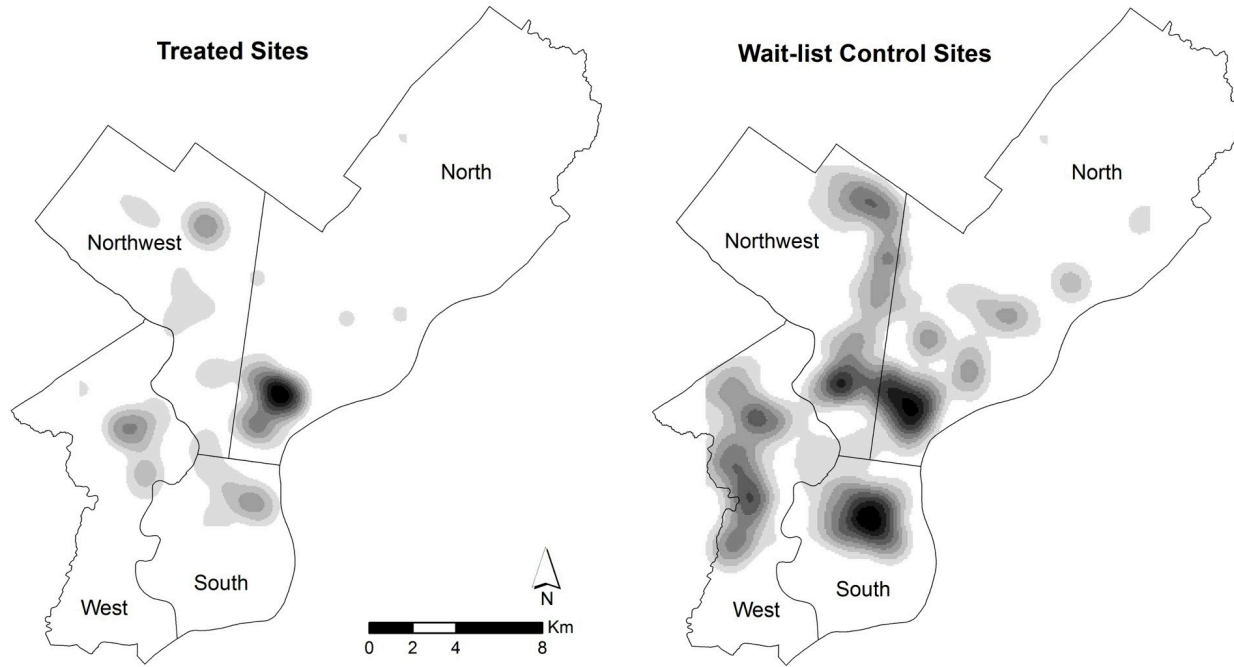 Treated Sites
North
Northwest
South
West
N
Km
0 2 4 8
Wait-list Control Sites
North
Northwest
South
West